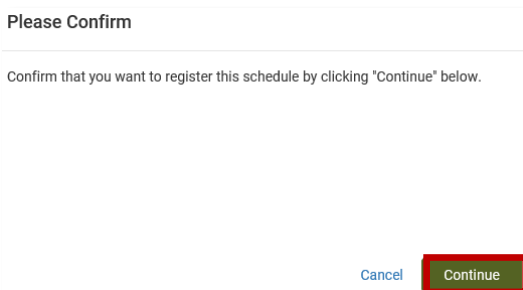 Please Confirm
Confirm that you want to register this schedule by clicking "Continue" below.
Cancel Continue